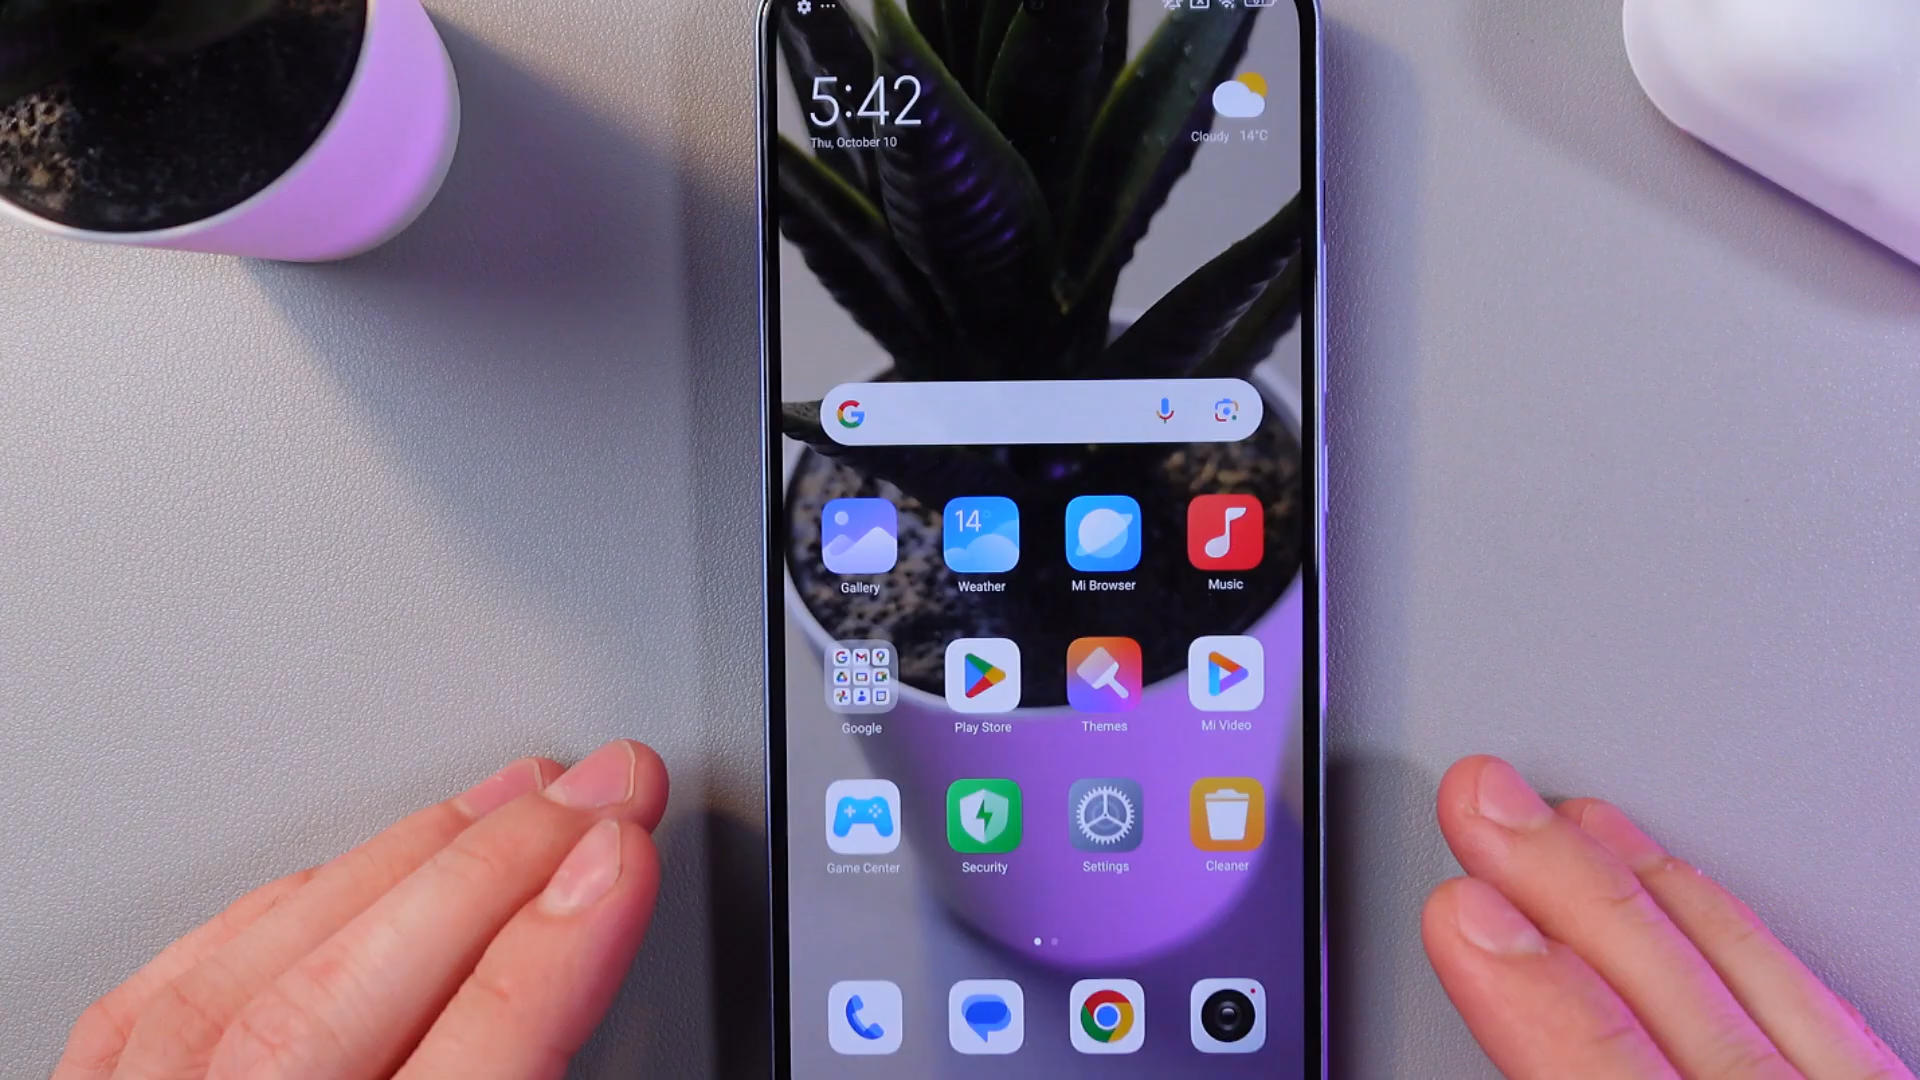 5:42
Thu, October 10
Cloudy 14°C
14°
Gallery
Weather
Mi Browser
Music
Google
Play Store
Themes
Mi Video
Game Center
Security
Settings
Cleaner